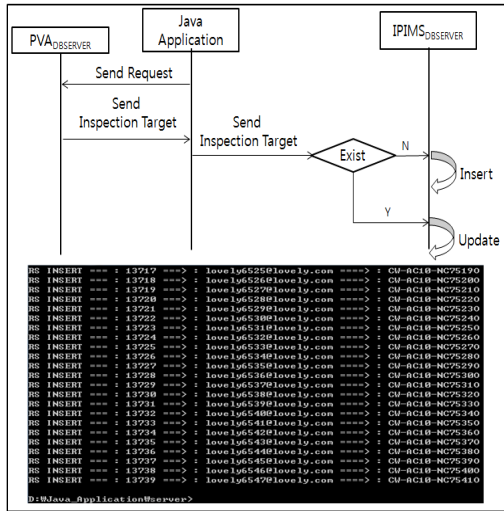 PVADBSERVER
Java
Application
IPIMSDBSERVER
Send Request
Send
Inspection Target
Send
Inspection Target
Exist
N
Insert
Y
Update
RS INSERT === : 13717 ===> : lovely6525@lovely.com ====> : CW-AC10-NC75190
RS INSERT === : 13718 ===> : lovely6526@lovely.com ====> : CW-AC10-NC75200
RS INSERT === : 13719 ===> : lovely6527@lovely.com ====> : CW-AC10-NC75210
RS INSERT === : 13720 ===> : lovely6528@lovely.com ====> : CW-AC10-NC75220
RS INSERT === : 13721 ===> : lovely6529@lovely.com ====> : CW-AC10-NC75230
RS INSERT === : 13722 ===> : lovely6530@lovely.com ====> : CW-AC10-NC75240
RS INSERT === : 13723 ===> : lovely6531@lovely.com ====> : CW-AC10-NC75250
RS INSERT === : 13724 ===> : lovely6532@lovely.com ====> : CW-AC10-NC75260
RS INSERT === : 13725 ===> : lovely6533@lovely.com ====> : CW-AC10-NC75270
RS INSERT === : 13726 ===> : lovely6534@lovely.com ====> : CW-AC10-NC75280
RS INSERT === : 13727 ===> : lovely6535@lovely.com ====> : CW-AC10-NC75290
RS INSERT === : 13728 ===> : lovely6536@lovely.com ====> : CW-AC10-NC75300
RS INSERT === : 13729 ===> : lovely6537@lovely.com ====> : CW-AC10-NC75310
RS INSERT === : 13730 ===> : lovely6538@lovely.com ====> : CW-AC10-NC75320
RS INSERT === : 13731 ===> : lovely6539@lovely.com ====> : CW-AC10-NC75330
RS INSERT === : 13732 ===> : lovely6540@lovely.com ====> : CW-AC10-NC75340
RS INSERT === : 13733 ===> : lovely6541@lovely.com ====> : CW-AC10-NC75350
RS INSERT === : 13734 ===> : lovely6542@lovely.com ====> : CW-AC10-NC75360
RS INSERT === : 13735 ===> : lovely6543@lovely.com ====> : CW-AC10-NC75370
RS INSERT === : 13736 ===> : lovely6544@lovely.com ====> : CW-AC10-NC75380
RS INSERT === : 13737 ===> : lovely6545@lovely.com ====> : CW-AC10-NC75390
RS INSERT === : 13738 ===> : lovely6546@lovely.com ====> : CW-AC10-NC75400
RS INSERT === : 13739 ===> : lovely6547@lovely.com ====> : CW-AC10-NC75410
D:₩Java_Application₩server>